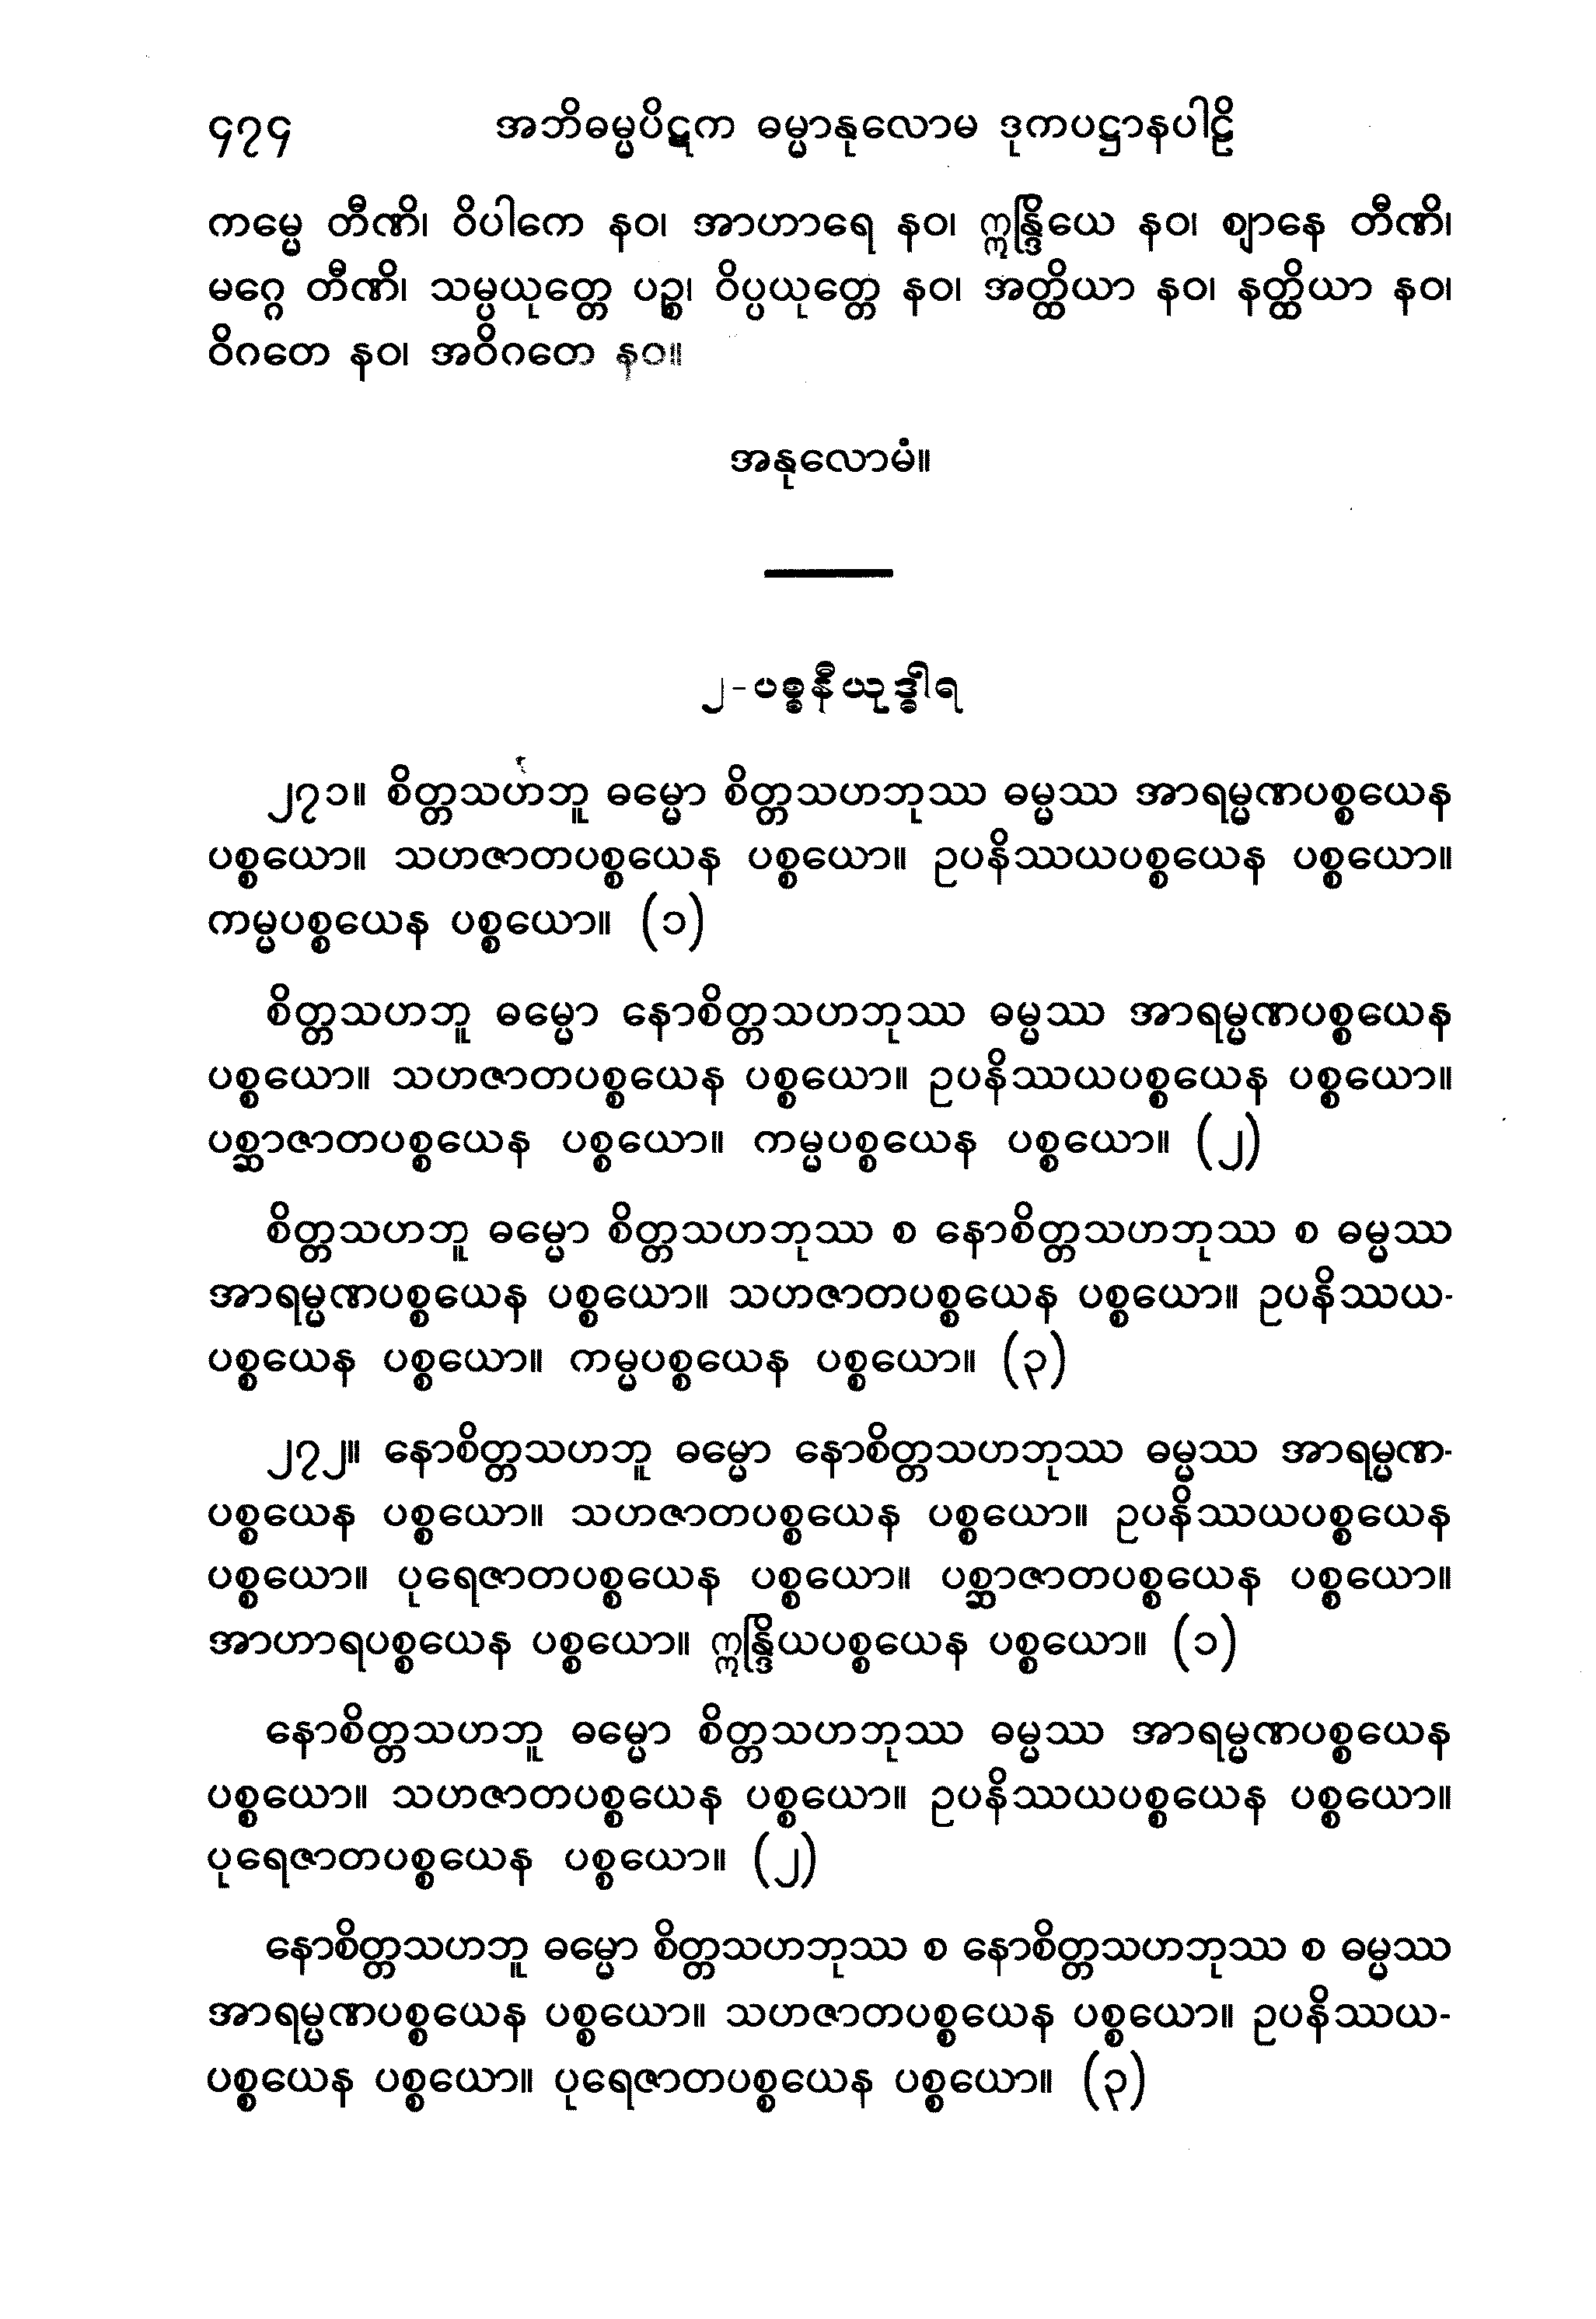 ၄၇၄ အဘိဓမ္မပိဋက ဓမ္မာနုလောမ ဒုကပဋ္ဌာနပါဠိ
ကမ္မေ တီဏိ၊ ဝိပါကေ နဝ၊ အာဟာရေ နဝ၊ ဣန္ဒြိယေ နဝ၊ ဈာနေ တီဏိ၊
မဂ္ဂေ တီဏိ၊ သမ္ပယုတ္တေ ပဉ္စ၊ ဝိပ္ပယုတ္တေ နဝ၊ အတ္ထိယာ နဝ၊ နတ္ထိယာ နဝ၊
ဝိဂတေ နဝ၊ အဝိဂတေ နဝ။
အနုလောမံ။
၂-ပစ္စနီယုဒ္ဓါရ
၂၇၁။ စိတ္တသဟဘူ ဓမ္မော စိတ္တသဟဘုဿ ဓမ္မဿ အာရမ္မဏပစ္စယေန
ပစ္စယော။ သဟဇာတပစ္စယေန ပစ္စယော။ ဥပနိဿယပစ္စယေန ပစ္စယော။
ကမ္မပစ္စယေန ပစ္စယော။ (၁)
စိတ္တသဟဘူ ဓမ္မော နောစိတ္တသဟဘုဿ ဓမ္မဿ အာရမ္မဏပစ္စယေန
ပစ္စယော။ သဟဇာတပစ္စယေန ပစ္စယော။ ဥပနိဿယပစ္စယေန ပစ္စယော။
ပစ္ဆာဇာတပစ္စယေန ပစ္စယော။ ကမ္မပစ္စယေန ပစ္စယော။ (၂)
စိတ္တသဟဘူ ဓမ္မော စိတ္တသဟဘုဿ စ နောစိတ္တသဟဘုဿ စ ဓမ္မဿ
အာရမ္မဏပစ္စယေန ပစ္စယော။ သဟဇာတပစ္စယေန ပစ္စယော။ ဥပနိဿယ-
ပစ္စယေန ပစ္စယော။ ကမ္မပစ္စယေန ပစ္စယော။ (၃)
၂၇၂။ နောစိတ္တသဟဘူ ဓမ္မော နောစိတ္တသဟဘုဿ ဓမ္မဿ အာရမ္မဏ-
ပစ္စယေန ပစ္စယော။ သဟဇာတပစ္စယေန ပစ္စယော။ ဥပနိဿယပစ္စယေန
ပစ္စယော။ ပုရေဇာတပစ္စယေန ပစ္စယော။ ပစ္ဆာဇာတပစ္စယေန ပစ္စယော။
အာဟာရပစ္စယေန ပစ္စယော။ ဣန္ဒြိယပစ္စယေန ပစ္စယော။ (၁)
နောစိတ္တသဟဘူ ဓမ္မော စိတ္တသဟဘုဿ ဓမ္မဿ အာရမ္မဏပစ္စယေန
ပစ္စယော။ သဟဇာတပစ္စယေန ပစ္စယော။ ဥပနိဿယပစ္စယေန ပစ္စယော။
ပုရေဇာတပစ္စယေန ပစ္စယော။ (၂)
နောစိတ္တသဟဘူ ဓမ္မော စိတ္တသဟဘုဿ စ နောစိတ္တသဟဘုဿ စ ဓမ္မဿ
အာရမ္မဏပစ္စယေန ပစ္စယော။ သဟဇာတပစ္စယေန ပစ္စယော။ ဥပနိဿယ-
ပစ္စယေန ပစ္စယော။ ပုရေဇာတပစ္စယေန ပစ္စယော။ (၃)